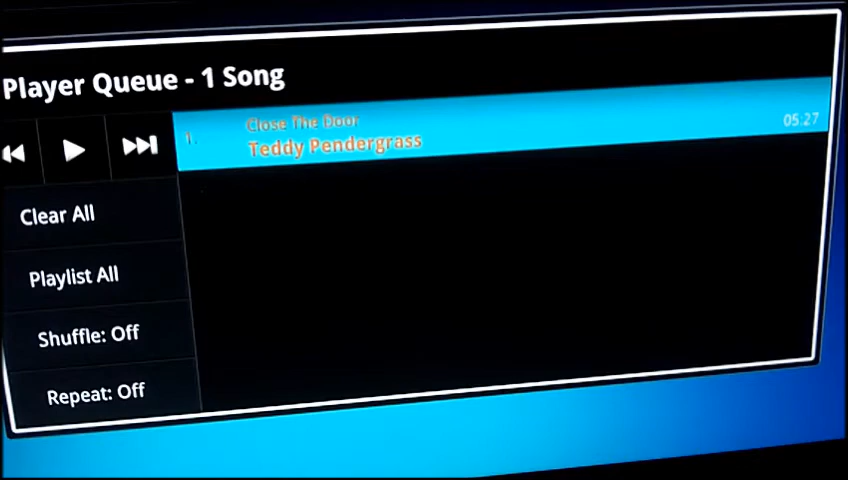 Player Queue - 1 Song
1.
Close The Door
Teddy Pendergrass
05:27
Clear All
Playlist All
Shuffle: Off
Repeat: Off